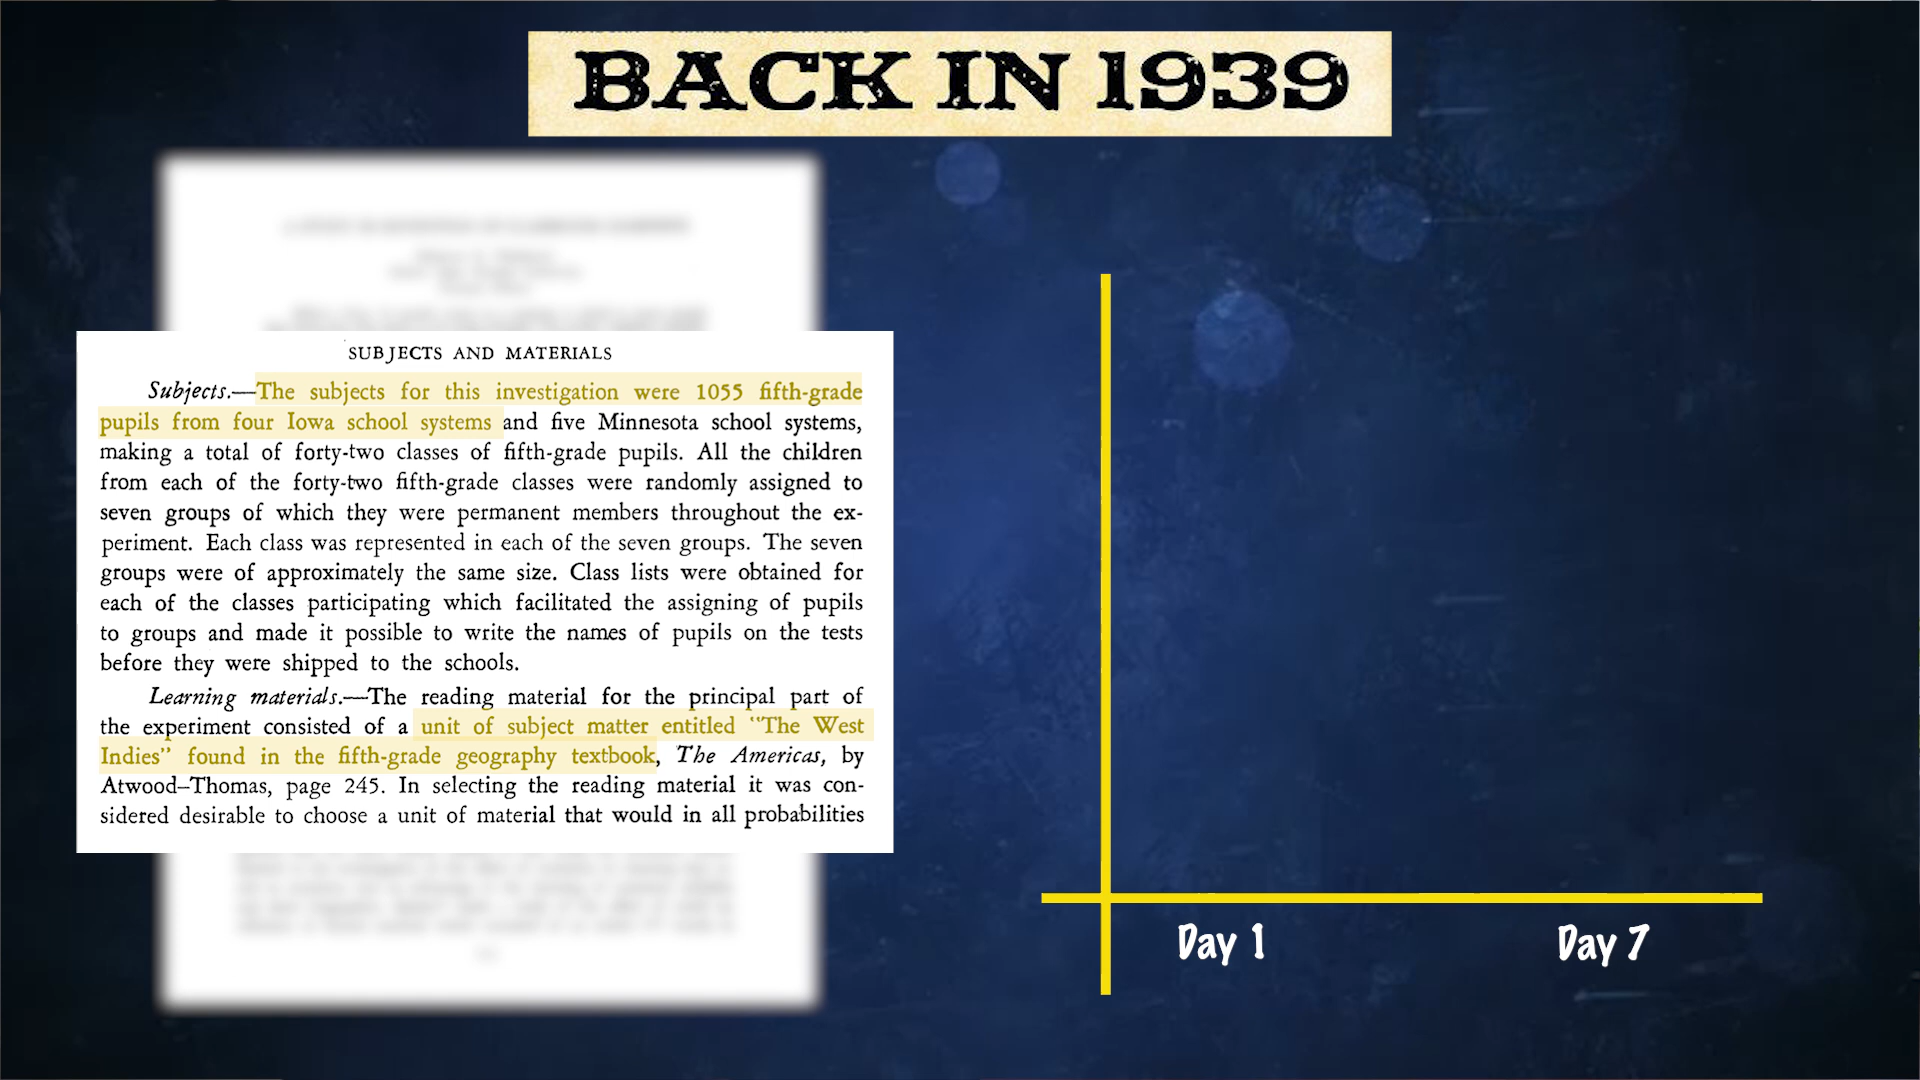 BACK IN 1939
SUBJECTS AND MATERIALS
Subjects.—The subjects for this investigation were 1055 fifth-grade
pupils from four Iowa school systems and five Minnesota school systems,
making a total of forty-two classes of fifth-grade pupils. All the children
from each of the forty-two fifth-grade classes were randomly assigned to
seven groups of which they were permanent members throughout the ex-
periment. Each class was represented in each of the seven groups. The seven
groups were of approximately the same size. Class lists were obtained for
each of the classes participating which facilitated the assigning of pupils
to groups and made it possible to write the names of pupils on the tests
before they were shipped to the schools.
Learning materials.—The reading material for the principal part of
the experiment consisted of a unit of subject matter entitled "The West
Indies" found in the fifth-grade geography textbook, The Americas, by
Atwood–Thomas, page 245. In selecting the reading material it was con-
sidered desirable to choose a unit of material that would in all probabilities
Day 1
Day 7